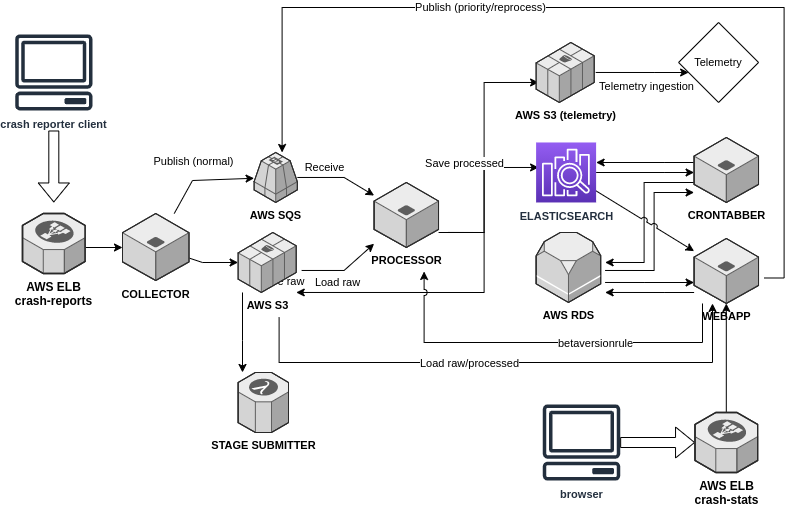 Publish (priority/reprocess)
Telemetry
Telemetry ingestion
AWS S3 (telemetry)
crash reporter client
Publish (normal)
Receive
Save processed
AWS SQS
ELASTICSEARCH
CRONTABBER
PROCESSOR
AWS ELB
crash-reports
COLLECTOR
raw
Load raw
AWS S3
AWS RDS
WEBAPP
betaversionrule
Load raw/processed
STAGE SUBMITTER
browser
AWS ELB
crash-stats